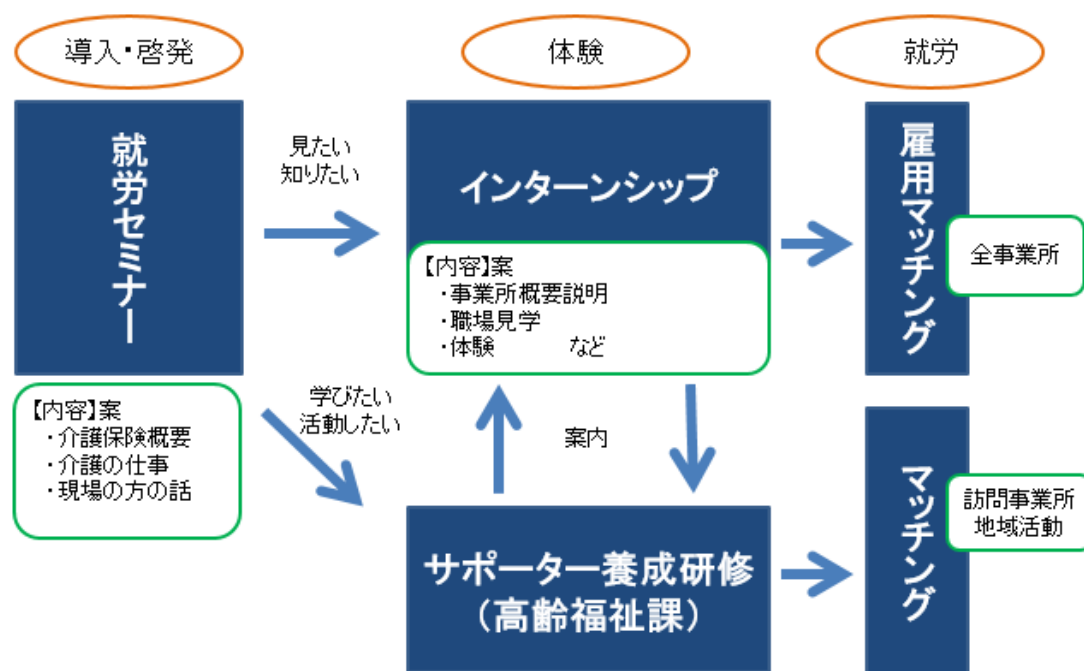 導入・啓発
体験
就労
就労セミナー
見たい
知りたい
インターンシップ
雇用マッチング
全事業所
【内容】案
・事業所概要説明
・職場見学
・体験　　　など
【内容】案
・介護保険概要
・介護の仕事
・現場の方の話
学びたい
活動したい
案内
サポーター養成研修
（高齢福祉課）
マッチング
訪問事業所
地域活動